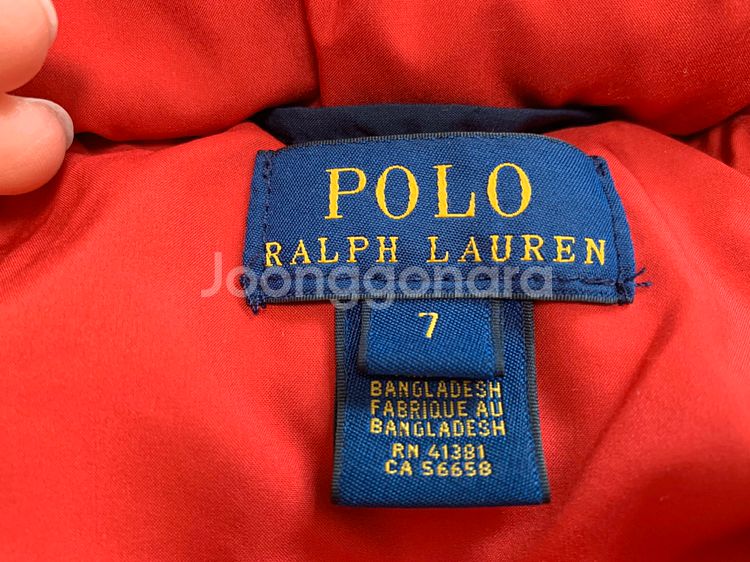 POLO
RALPH LAUREN
Joonggonara
7
BANGLADESH
FABRIQUE AU
BANGLADESH
RN 41381
CA 56658